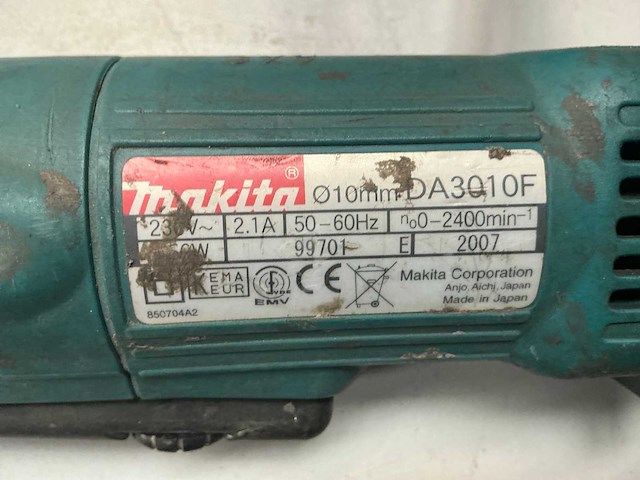 makita® Ø10mm DA3010F
230V~ 2.1A 50-60Hz n₀0-2400min⁻¹
99701 E 2007
KEMA
KEUR
EMV
CE
Makita Corporation
Anjo, Aichi, Japan
Made in Japan
850704A2